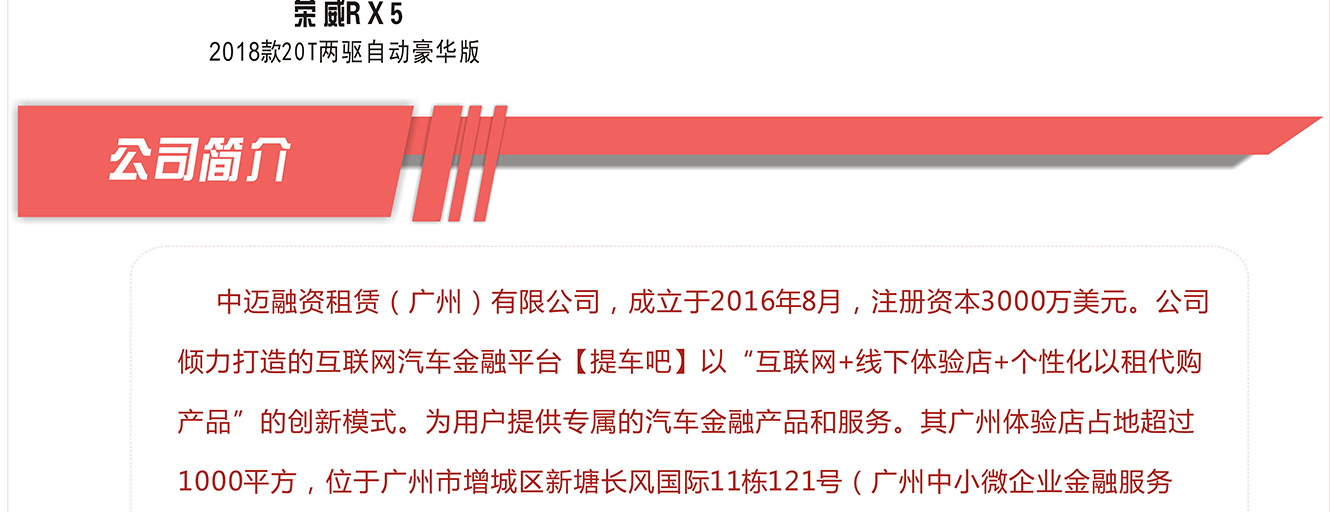 荣威RX5
2018款20T两驱自动豪华版
公司简介
中迈融资租赁（广州）有限公司，成立于2016年8月，注册资本3000万美元。公司
倾力打造的互联网汽车金融平台【提车吧】以“互联网+线下体验店+个性化以租代购
产品”的创新模式。为用户提供专属的汽车金融产品和服务。其广州体验店占地超过
1000平方，位于广州市增城区新塘长风国际11栋121号（广州中小微企业金融服务